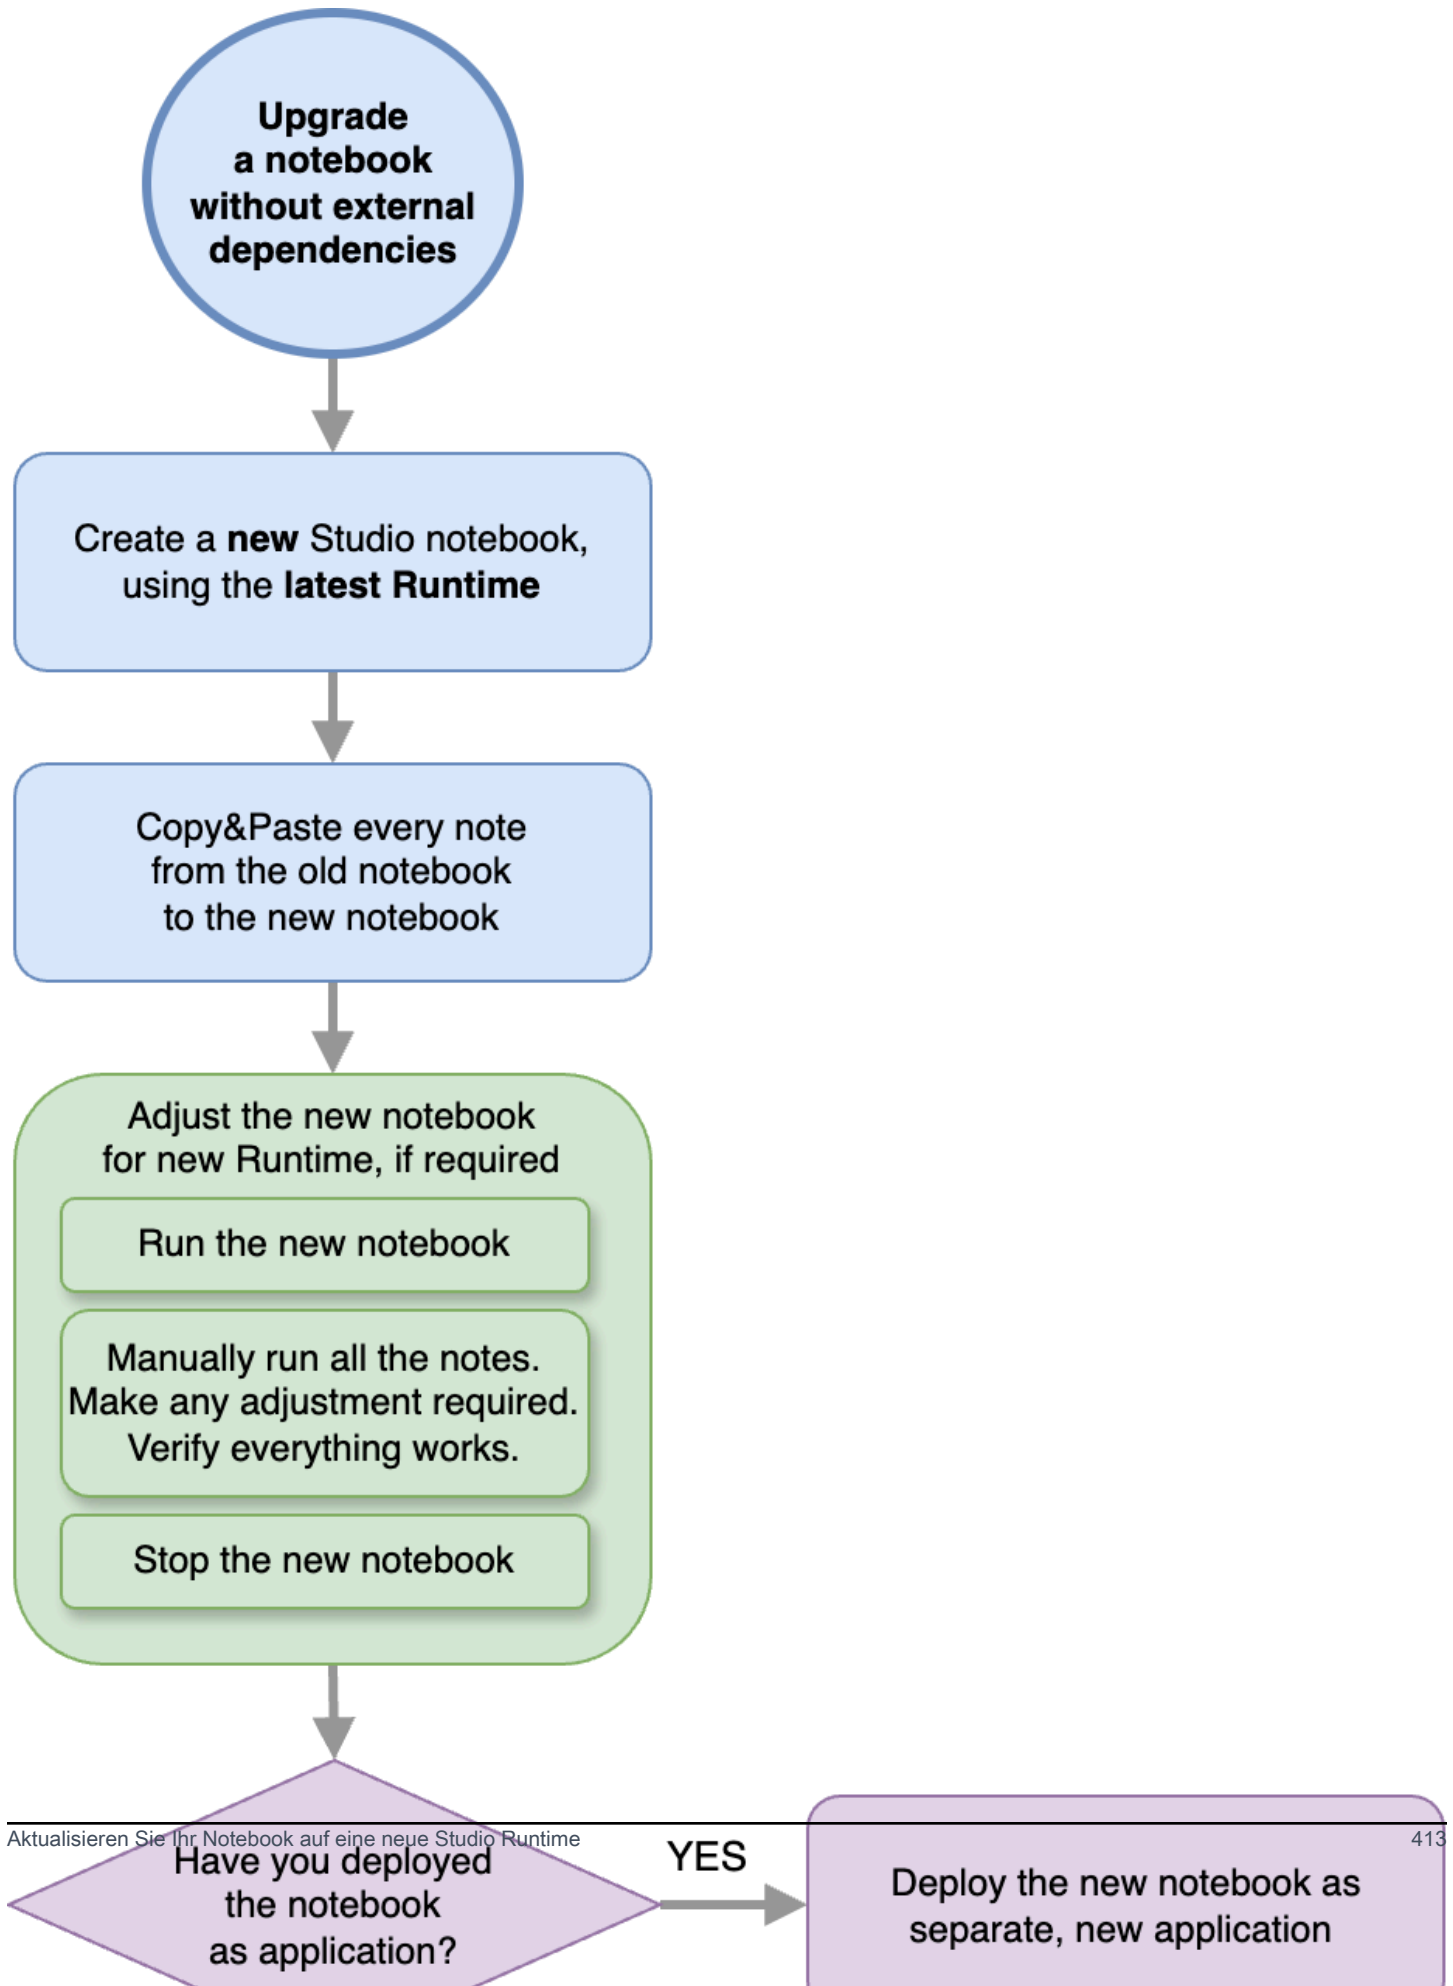 Upgrade
a notebook
without external
dependencies
Create a new Studio notebook,
using the latest Runtime
Copy&Paste every note
from the old notebook
to the new notebook
Adjust the new notebook
for new Runtime, if required
Run the new notebook
Manually run all the notes.
Make any adjustment required.
Verify everything works.
Stop the new notebook
Aktualisieren Sie Ihr Notebook auf eine neue Studio Runtime
413
Have you deployed
the notebook
as application?
YES
Deploy the new notebook as
separate, new application